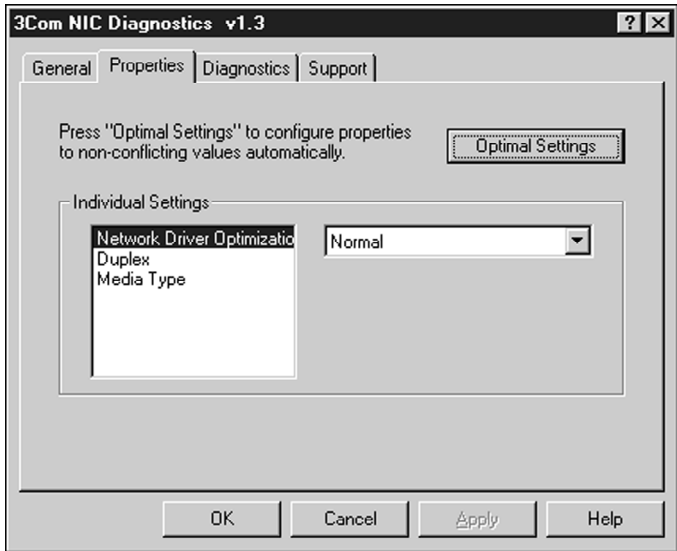 3Com NIC Diagnostics v1.3
General Properties Diagnostics Support
Press "Optimal Settings" to configure properties
to non-conflicting values automatically.
Optimal Settings
Individual Settings
Network Driver Optimizatio
Duplex
Media Type
Normal
OK Cancel Apply Help